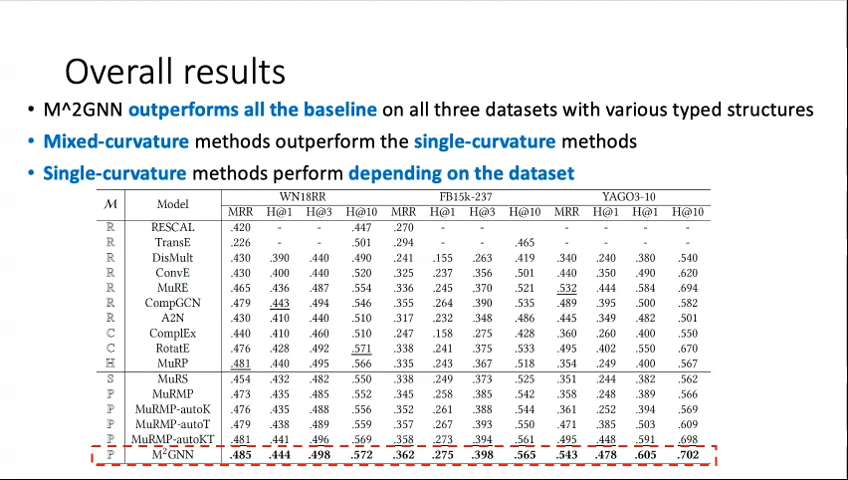 Overall results
• M^2GNN outperforms all the baseline on all three datasets with various typed structures
• Mixed-curvature methods outperform the single-curvature methods
• Single-curvature methods perform depending on the dataset
ℳ Model WN18RR FB15k-237 YAGO3-10
MRR H@1 H@3 H@10 MRR H@1 H@3 H@10 MRR H@1 H@1 H@10
ℝ RESCAL .420 - - .447 .270 - - - - - -
ℝ TransE .226 - - .501 .294 - - .465 - - - -
ℝ DisMult .430 .390 .440 .490 .241 .155 .263 .419 .340 .240 .380 .540
ℝ ConvE .430 .400 .440 .520 .325 .237 .356 .501 .440 .350 .490 .620
ℝ MuRE .465 .436 .487 .554 .336 .245 .370 .521 .532 .444 .584 .694
ℝ CompGCN .479 .443 .494 .546 .355 .264 .390 .535 .489 .395 .500 .582
ℝ A2N .430 .410 .440 .510 .317 .232 .348 .486 .445 .349 .482 .501
ℂ ComplEx .440 .410 .460 .510 .247 .158 .275 .428 .360 .260 .400 .550
ℂ RotatE .476 .428 .492 .571 .338 .241 .375 .533 .495 .402 .550 .670
ℍ MuRP .481 .440 .495 .566 .335 .243 .367 .518 .354 .249 .400 .567
𝕊 MuRS .454 .432 .482 .550 .338 .249 .373 .525 .351 .244 .382 .562
ℙ MuRMP .473 .435 .485 .552 .345 .258 .385 .542 .358 .248 .389 .566
ℙ MuRMP-autoK .476 .435 .488 .556 .352 .261 .388 .544 .361 .252 .394 .569
ℙ MuRMP-autoT .479 .438 .489 .559 .357 .267 .393 .550 .471 .385 .503 .609
ℙ MuRMP-autoKT .481 .441 .496 .569 .358 .273 .394 .561 .495 .448 .591 .698
ℙ M²GNN .485 .444 .498 .572 .362 .275 .398 .565 .543 .478 .605 .702